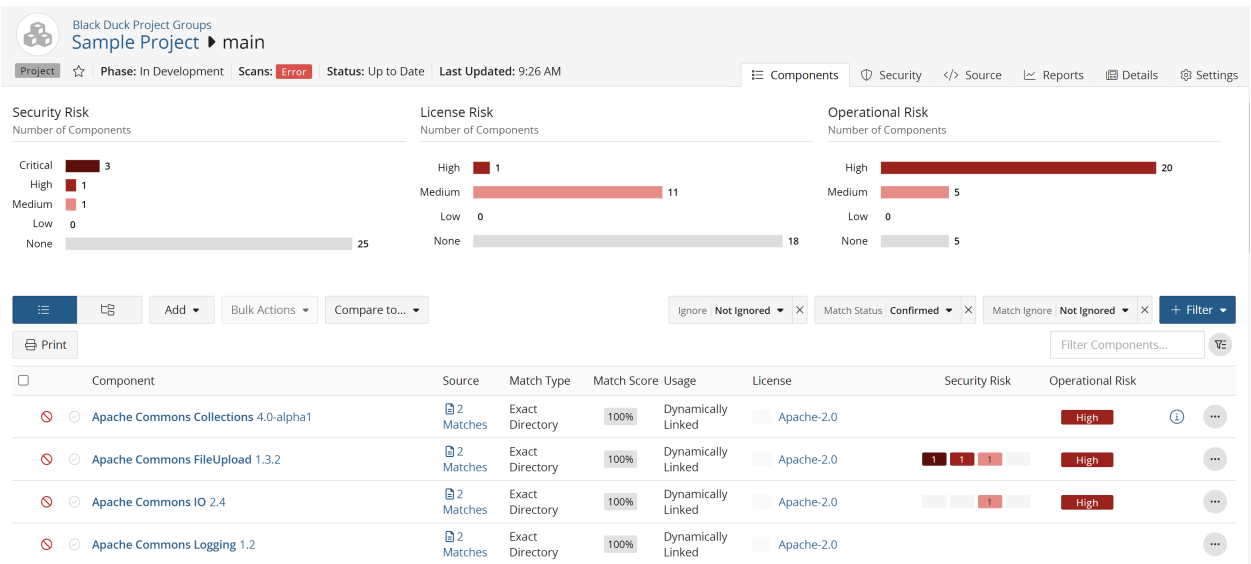 Black Duck Project Groups
Sample Project main
Project Phase: In Development Scans: Error Status: Up to Date Last Updated: 9:26 AM
Components Security Source Reports Details Settings
Security Risk
Number of Components
Critical 3
High 1
Medium 1
Low 0
None 25
License Risk
Number of Components
High 1
Medium 11
Low 0
None 18
Operational Risk
Number of Components
High 20
Medium 5
Low 0
None 5
Add Bulk Actions Compare to... Ignore Not Ignored Match Status Confirmed Match Ignore Not Ignored + Filter
Print Filter Components...
Component Source Match Type Match Score Usage License Security Risk Operational Risk
Apache Commons Collections 4.0-alpha1 2 Matches Exact Directory 100% Dynamically Linked Apache-2.0 High
Apache Commons FileUpload 1.3.2 2 Matches Exact Directory 100% Dynamically Linked Apache-2.0 1 1 1 High
Apache Commons IO 2.4 2 Matches Exact Directory 100% Dynamically Linked Apache-2.0 1 High
Apache Commons Logging 1.2 2 Matches Exact Directory 100% Dynamically Linked Apache-2.0